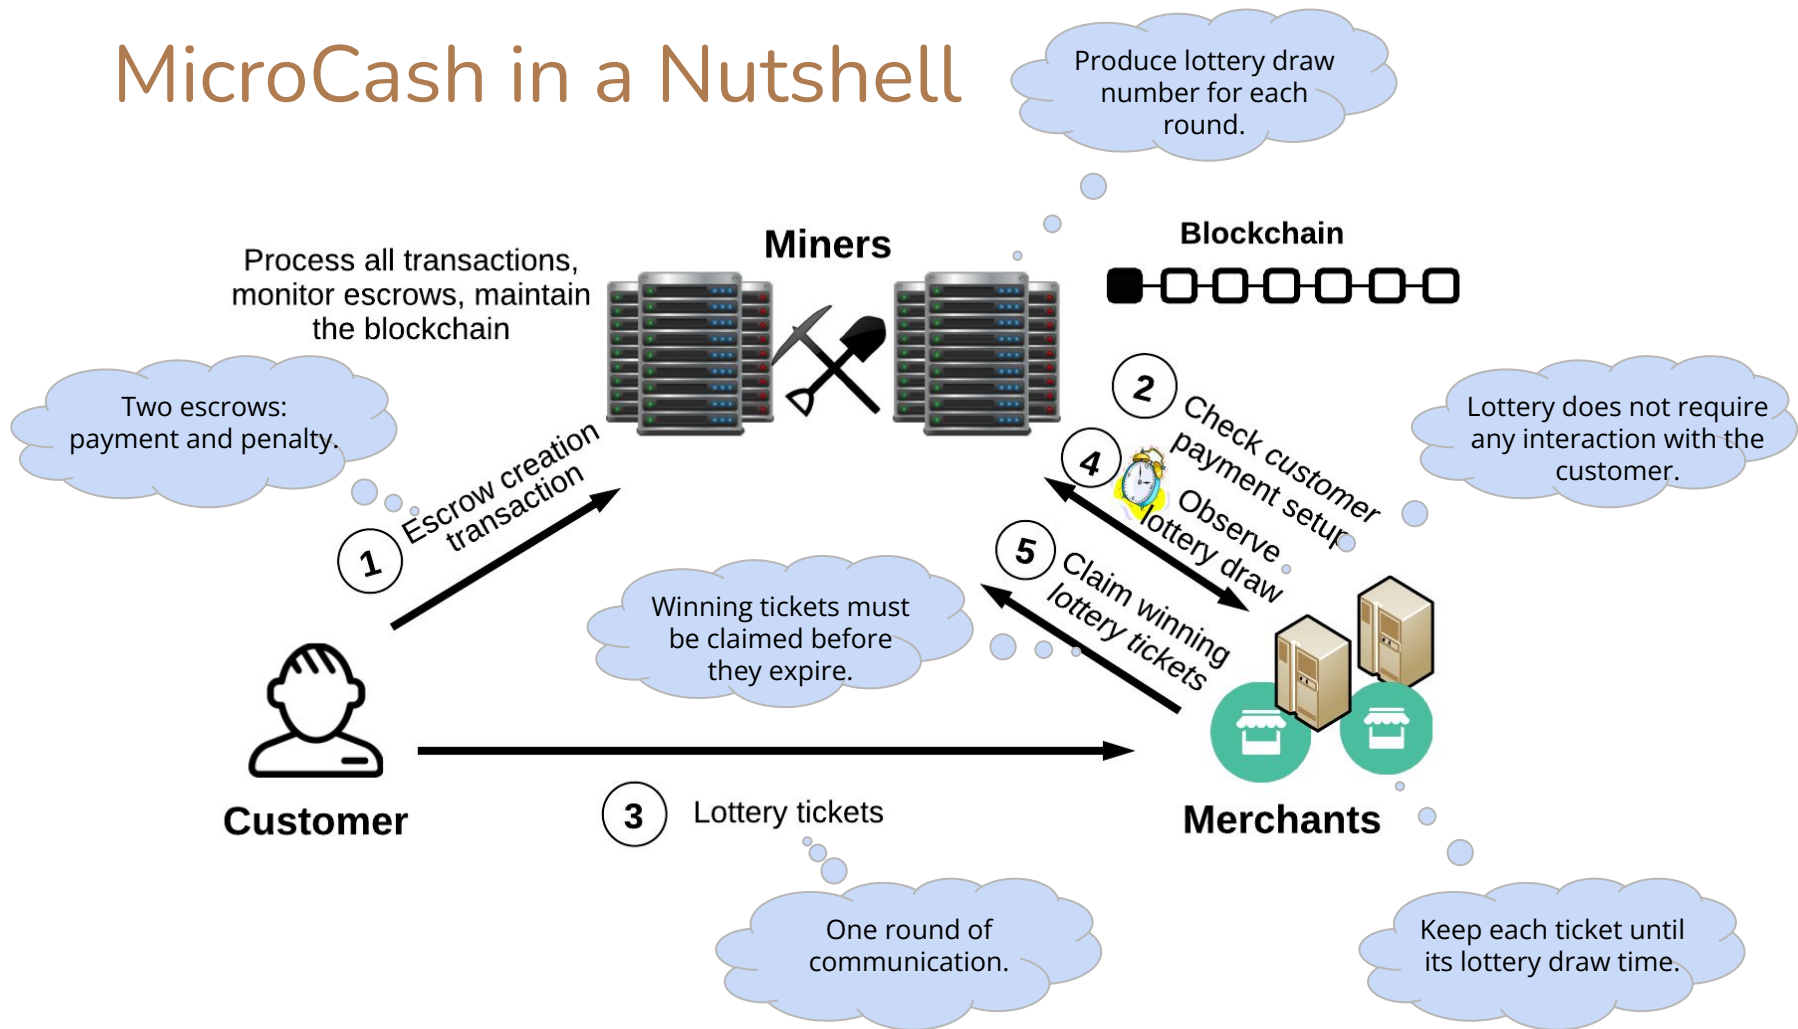 MicroCash in a Nutshell
Produce lottery draw
number for each
round.
Miners
Blockchain
Process all transactions,
monitor escrows, maintain
the blockchain
Two escrows:
payment and penalty.
1
Escrow creation
transaction
2
Check customer
payment setup
Lottery does not require
any interaction with the
customer.
4
Observe
lottery draw
5
Claim winning
lottery tickets
Winning tickets must
be claimed before
they expire.
Customer
3
Lottery tickets
Merchants
One round of
communication.
Keep each ticket until
its lottery draw time.